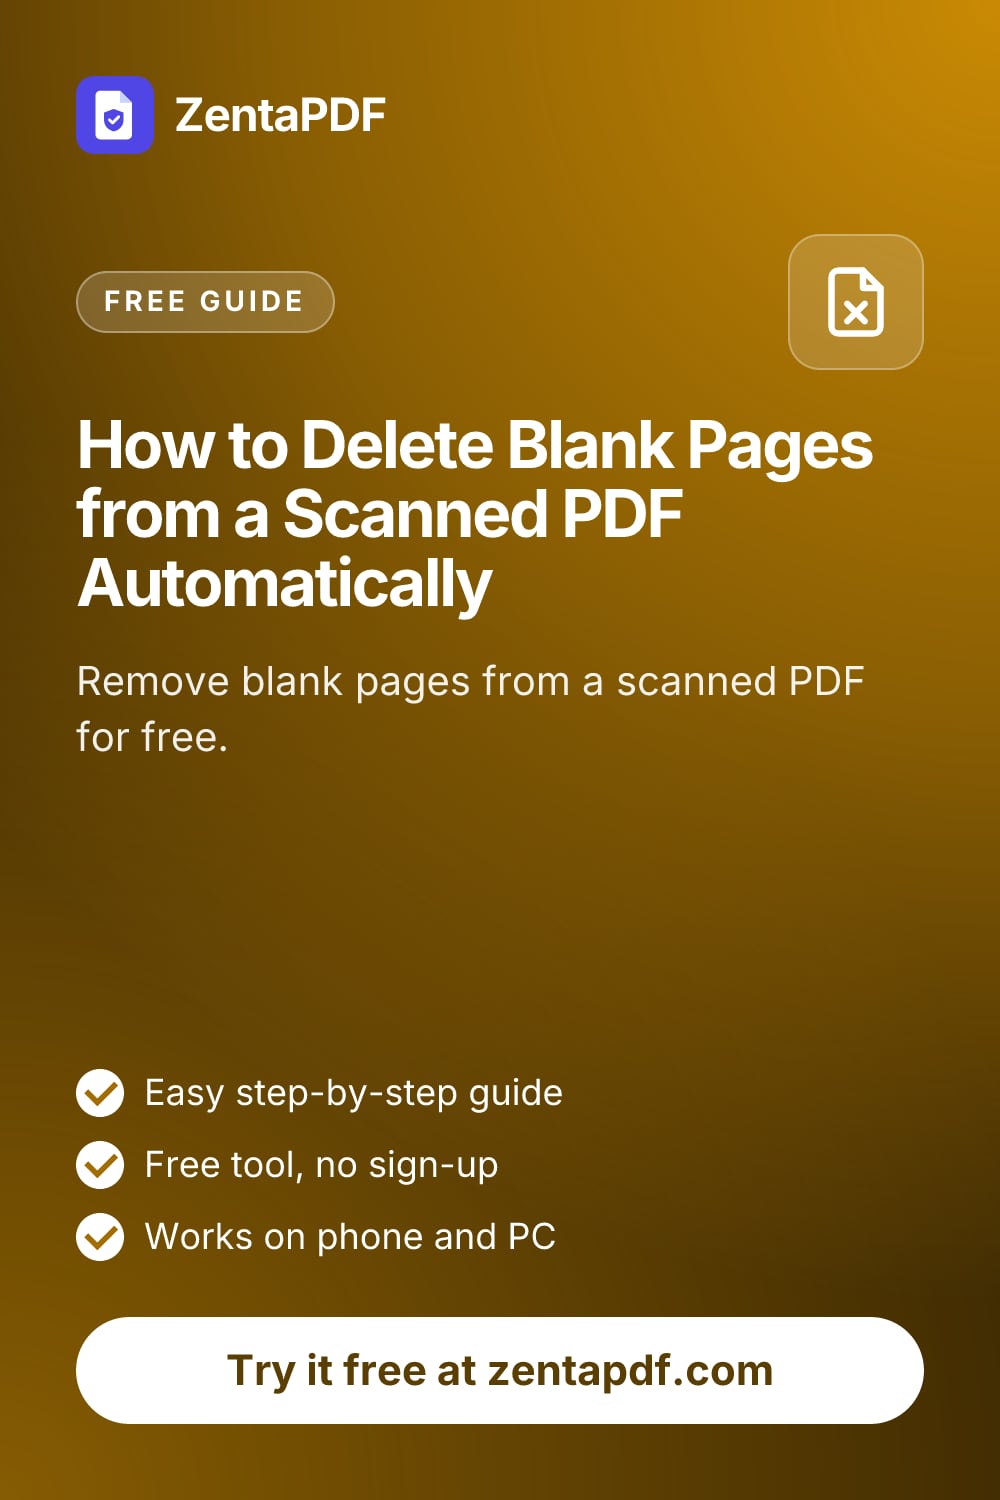 ZentaPDF
FREE GUIDE
How to Delete Blank Pages
from a Scanned PDF
Automatically
Remove blank pages from a scanned PDF
for free.
Easy step-by-step guide
Free tool, no sign-up
Works on phone and PC
Try it free at zentapdf.com